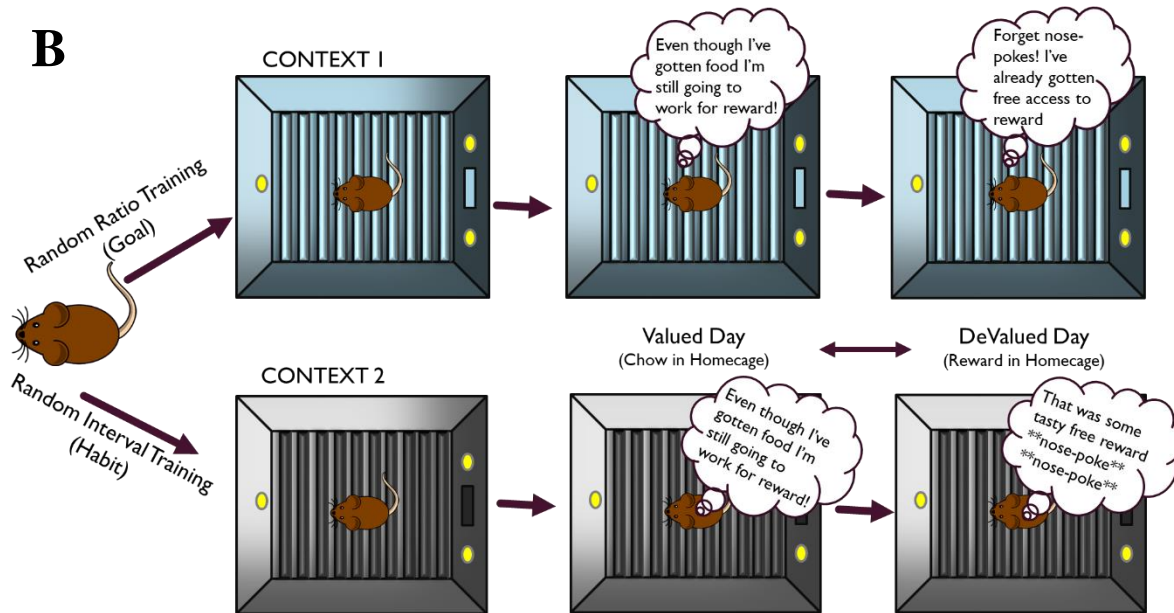 B
CONTEXT 1
Even though I've
gotten food I'm
still going to
work for reward!
Forget nose-
pokes! I've
already gotten
free access to
reward
Random Ratio Training
(Goal)
Random Interval Training
(Habit)
Valued Day
(Chow in Homecage)
DeValued Day
(Reward in Homecage)
CONTEXT 2
Even though I've
gotten food I'm
still going to
work for reward!
That was some
tasty free reward
**nose-poke**
**nose-poke**